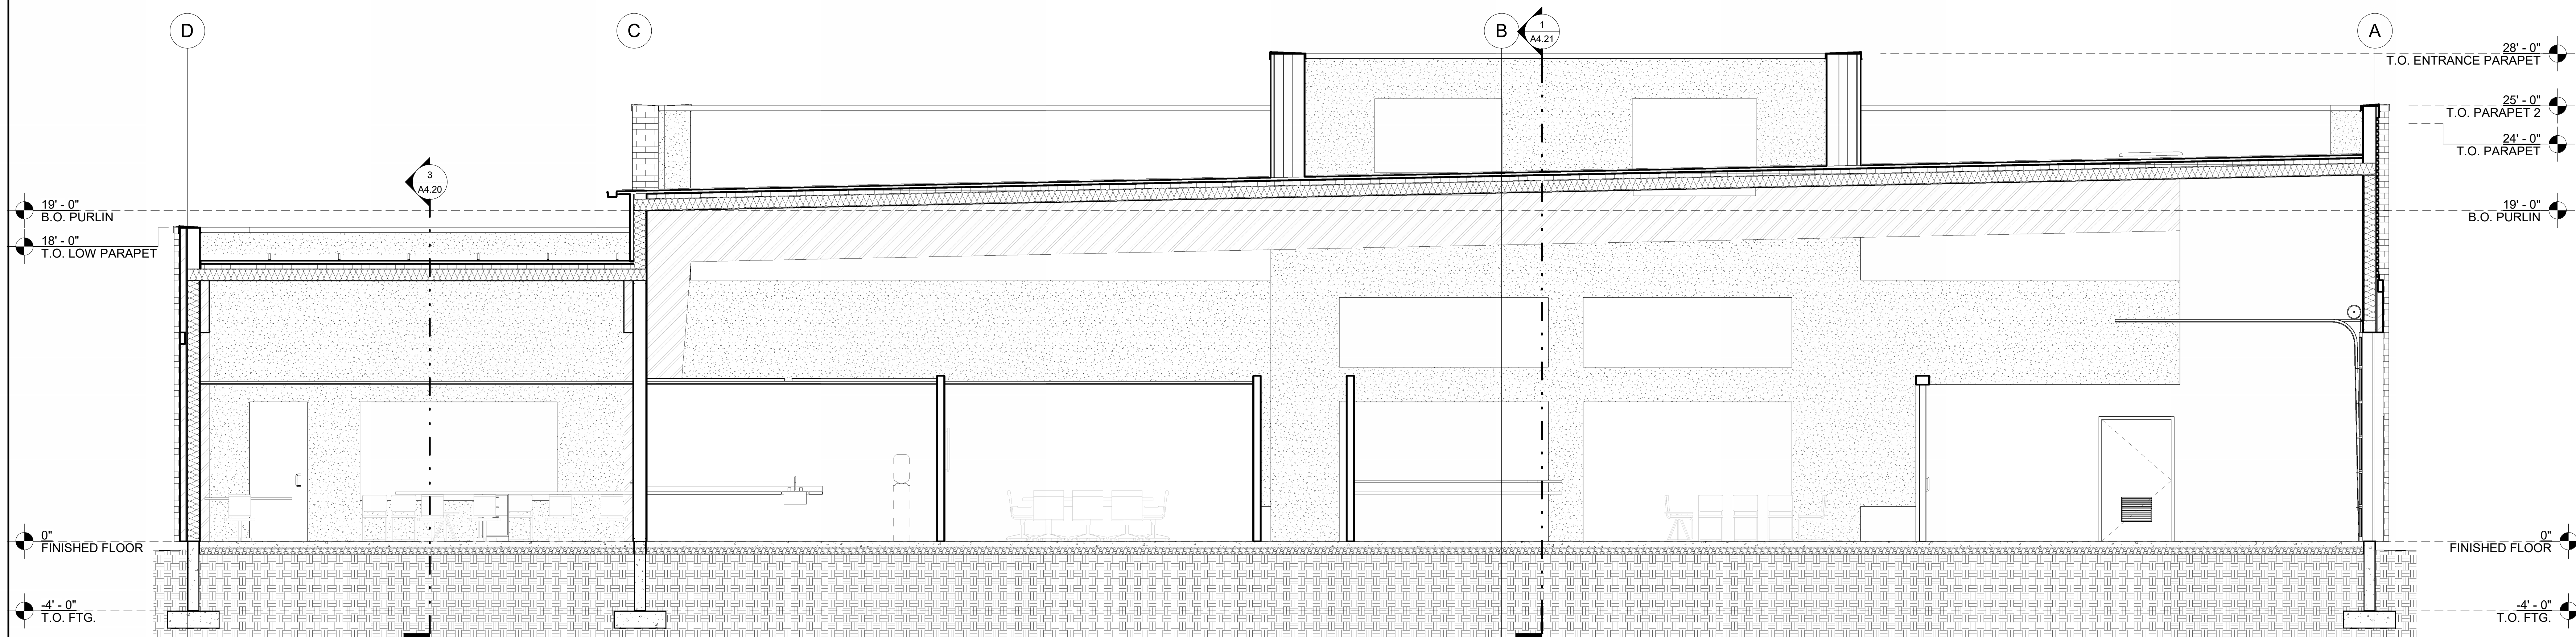 D
C
B
1
A4.21
A
28' - 0"
T.O. ENTRANCE PARAPET
25' - 0"
T.O. PARAPET 2
24' - 0"
T.O. PARAPET
3
A4.20
19' - 0"
B.O. PURLIN
19' - 0"
B.O. PURLIN
18' - 0"
T.O. LOW PARAPET
0"
FINISHED FLOOR
0"
FINISHED FLOOR
-4' - 0"
T.O. FTG.
-4' - 0"
T.O. FTG.